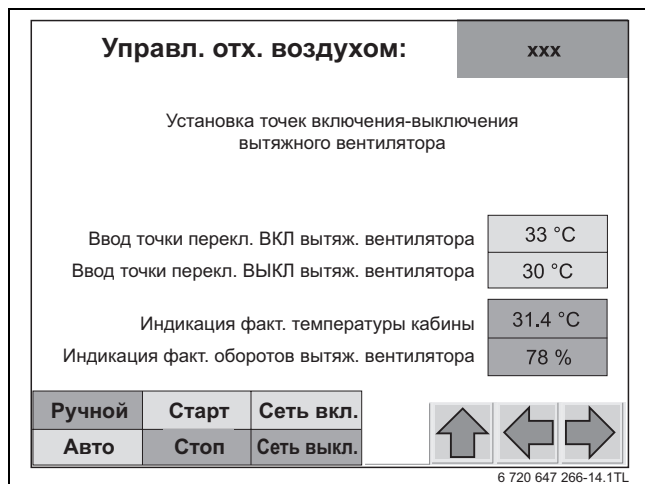 Управл. отх. воздухом:
xxx
Установка точек включения-выключения
вытяжного вентилятора
Ввод точки перекл. ВКЛ вытяж. вентилятора
33 °C
Ввод точки перекл. ВЫКЛ вытяж. вентилятора
30 °C
Индикация факт. температуры кабины
31.4 °C
Индикация факт. оборотов вытяж. вентилятора
78 %
Ручной Старт Сеть вкл.
Авто Стоп Сеть выкл.
6 720 647 266-14.1TL